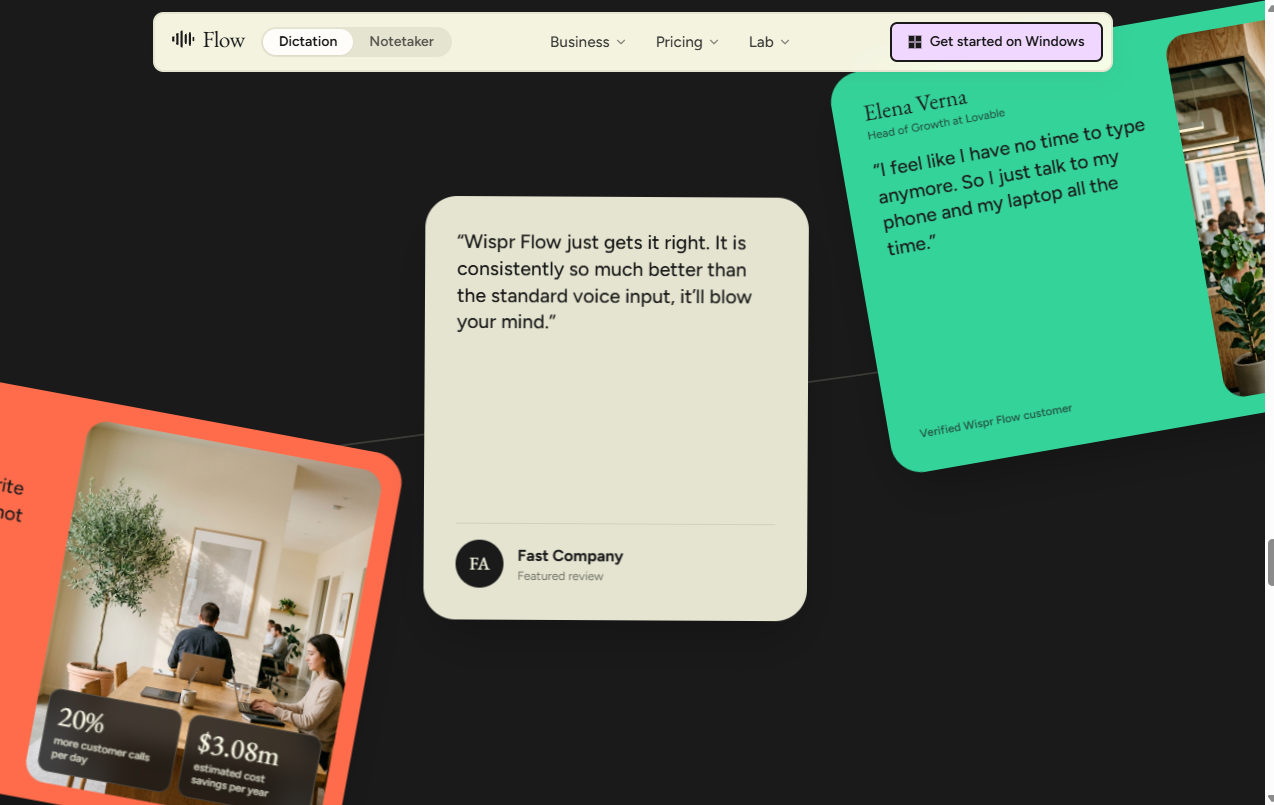 Flow
Dictation
Notetaker
Business
Pricing
Lab
Get started on Windows
Elena Verna
Head of Growth at Lovable
“I feel like I have no time to type
anymore. So I just talk to my
phone and my laptop all the
time.”
Verified Wispr Flow customer
“Wispr Flow just gets it right. It is
consistently so much better than
the standard voice input, it’ll blow
your mind.”
FA
Fast Company
Featured review
not
20%
more customer calls
per day
$3.08m
estimated cost
savings per year